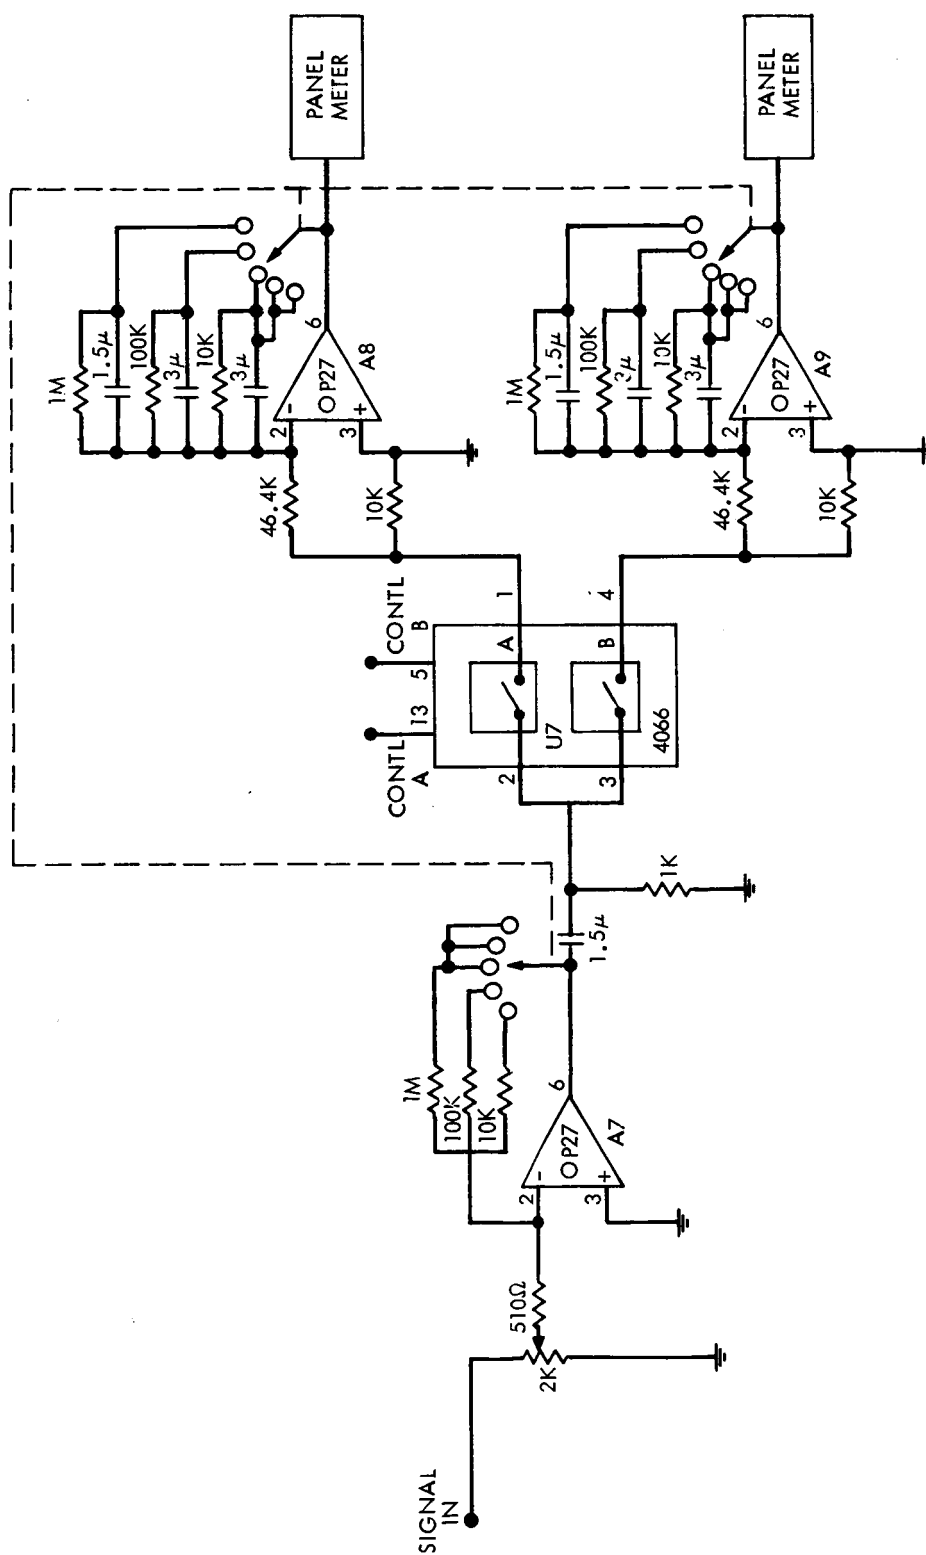 PANEL
METER
PANEL
METER
1M
1.5μ
100K
3μ
10K
3μ
6
A8
OP27
-
+
2
3
46.4K
10K
1M
1.5μ
100K
3μ
10K
3μ
6
A9
OP27
-
+
2
3
46.4K
10K
CONTL
B
5
CONTL
A
13
1
4
A
B
U7
4066
2
3
1K
1.5μ
1M
100K
10K
6
A7
OP27
-
+
2
3
510Ω
2K
SIGNAL
IN